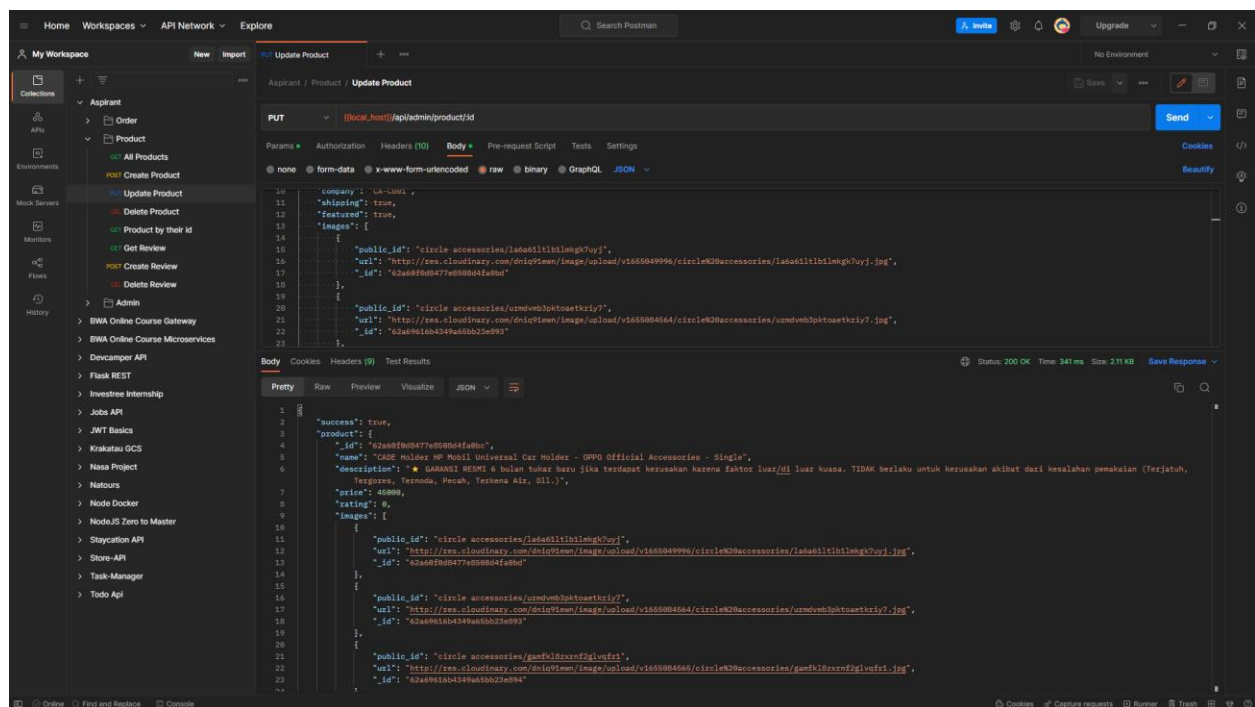 Home Workspaces API Network Explore Search Postman Invite Upgrade
My Workspace New Import PUT Update Product No Environment
Collections
APIs
Environments
Mock Servers
Monitors
Flows
History
Aspirant
Order
Product
GET All Products
POST Create Product
PUT Update Product
DEL Delete Product
GET Product by their id
GET Get Review
POST Create Review
DEL Delete Review
Admin
BWA Online Course Gateway
BWA Online Course Microservices
Devcamper API
Flask REST
Investree Internship
Jobs API
JWT Basics
Krakatau GCS
Nasa Project
Natours
Node Docker
NodeJS Zero to Master
Staycation API
Store-API
Task-Manager
Todo Api
Aspirant / Product / Update Product Save
PUT {{local_host}}/api/admin/product/:id Send
Params Authorization Headers (10) Body Pre-request Script Tests Settings Cookies
none form-data x-www-form-urlencoded raw binary GraphQL JSON Beautify
10 "company": "CA-C001",
11 "shipping": true,
12 "featured": true,
13 "images": [
14 {
15 "public_id": "circle accessories/la6a61ltlb1lmkgk7uyj",
16 "url": "http://res.cloudinary.com/dniq91ewn/image/upload/v1655049996/circle%20accessories/la6a61ltlb1lmkgk7uyj.jpg",
17 "_id": "62a60f0d8477e8508d4fa0bd"
18 },
19 {
20 "public_id": "circle accessories/urmdvmb3pktoaetkriy7",
21 "url": "http://res.cloudinary.com/dniq91ewn/image/upload/v1655084564/circle%20accessories/urmdvmb3pktoaetkriy7.jpg",
22 "_id": "62a69616b4349a65bb23e093"
23 },
Body Cookies Headers (9) Test Results Status: 200 OK Time: 341 ms Size: 2.11 KB Save Response
Pretty Raw Preview Visualize JSON
1 {
2 "success": true,
3 "product": {
4 "_id": "62a60f0d8477e8508d4fa0bc",
5 "name": "CADE Holder HP Mobil Universal Car Holder - OPPO Official Accessories - Single",
6 "description": "★ GARANSI RESMI 6 bulan tukar baru jika terdapat kerusakan karena faktor luar/di luar kuasa. TIDAK berlaku untuk kerusakan akibat dari kesalahan pemakaian (Terjatuh,
Tergores, Ternoda, Pecah, Terkena Air, Dll.)",
7 "price": 45000,
8 "rating": 0,
9 "images": [
10 {
11 "public_id": "circle accessories/la6a61ltlb1lmkgk7uyj",
12 "url": "http://res.cloudinary.com/dniq91ewn/image/upload/v1655049996/circle%20accessories/la6a61ltlb1lmkgk7uyj.jpg",
13 "_id": "62a60f0d8477e8508d4fa0bd"
14 },
15 {
16 "public_id": "circle accessories/urmdvmb3pktoaetkriy7",
17 "url": "http://res.cloudinary.com/dniq91ewn/image/upload/v1655084564/circle%20accessories/urmdvmb3pktoaetkriy7.jpg",
18 "_id": "62a69616b4349a65bb23e093"
19 },
20 {
21 "public_id": "circle accessories/gamfkl8zxrnf2glvqfr1",
22 "url": "http://res.cloudinary.com/dniq91ewn/image/upload/v1655084565/circle%20accessories/gamfkl8zxrnf2glvqfr1.jpg",
23 "_id": "62a69616b4349a65bb23e094"
Online Find and Replace Console Cookies Capture requests Runner Trash